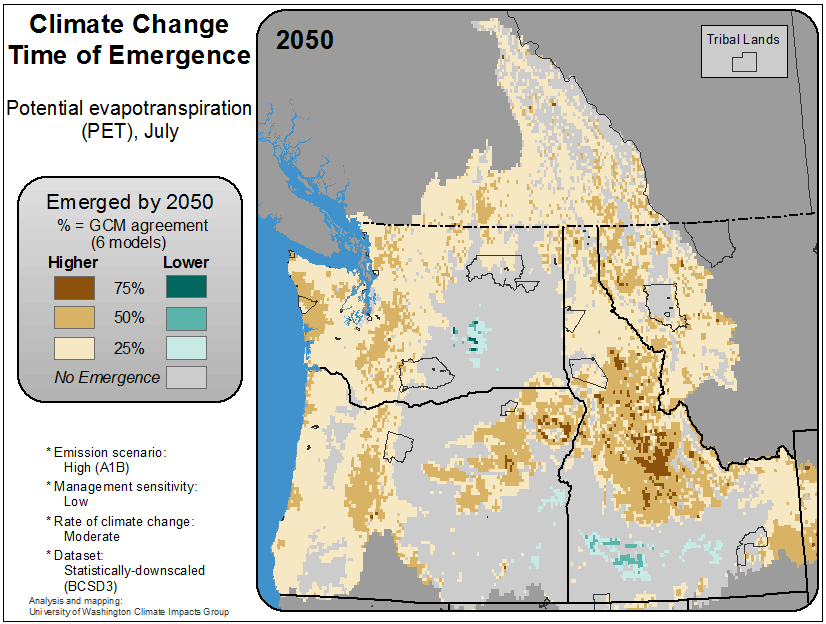 Climate Change
Time of Emergence
Potential evapotranspiration
(PET), July
Emerged by 2050
% = GCM agreement
(6 models)
Higher Lower
75%
50%
25%
No Emergence
* Emission scenario:
High (A1B)
* Management sensitivity:
Low
* Rate of climate change:
Moderate
* Dataset:
Statistically-downscaled
(BCSD3)
Analysis and mapping:
University of Washington Climate Impacts Group
2050
Tribal Lands